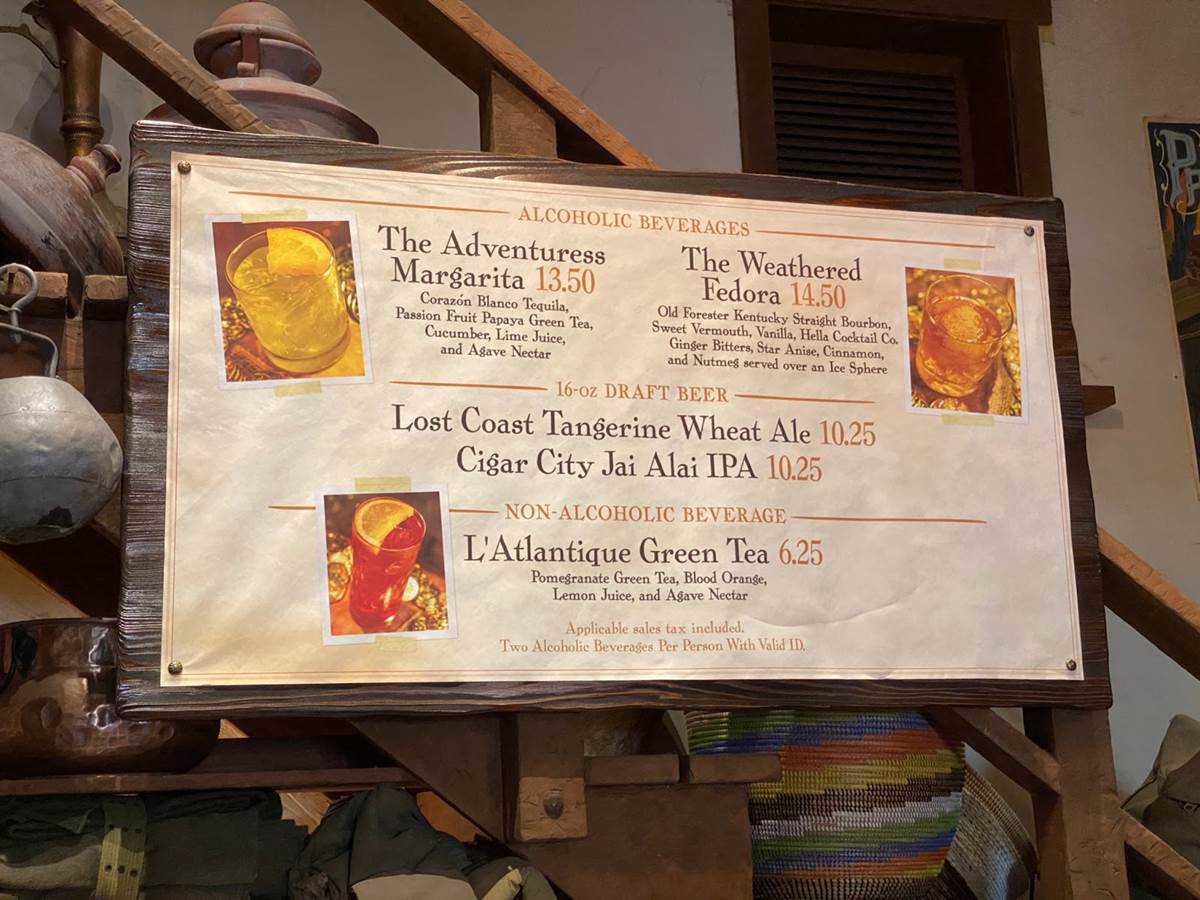 ALCOHOLIC BEVERAGES
The Adventuress
Margarita 13.50
Corazón Blanco Tequila,
Passion Fruit Papaya Green Tea,
Cucumber, Lime Juice,
and Agave Nectar
The Weathered
Fedora 14.50
Old Forester Kentucky Straight Bourbon,
Sweet Vermouth, Vanilla, Hella Cocktail Co.
Ginger Bitters, Star Anise, Cinnamon,
and Nutmeg served over an Ice Sphere
16-oz DRAFT BEER
Lost Coast Tangerine Wheat Ale 10.25
Cigar City Jai Alai IPA 10.25
NON-ALCOHOLIC BEVERAGE
L'Atlantique Green Tea 6.25
Pomegranate Green Tea, Blood Orange,
Lemon Juice, and Agave Nectar
Applicable sales tax included.
Two Alcoholic Beverages Per Person With Valid ID.